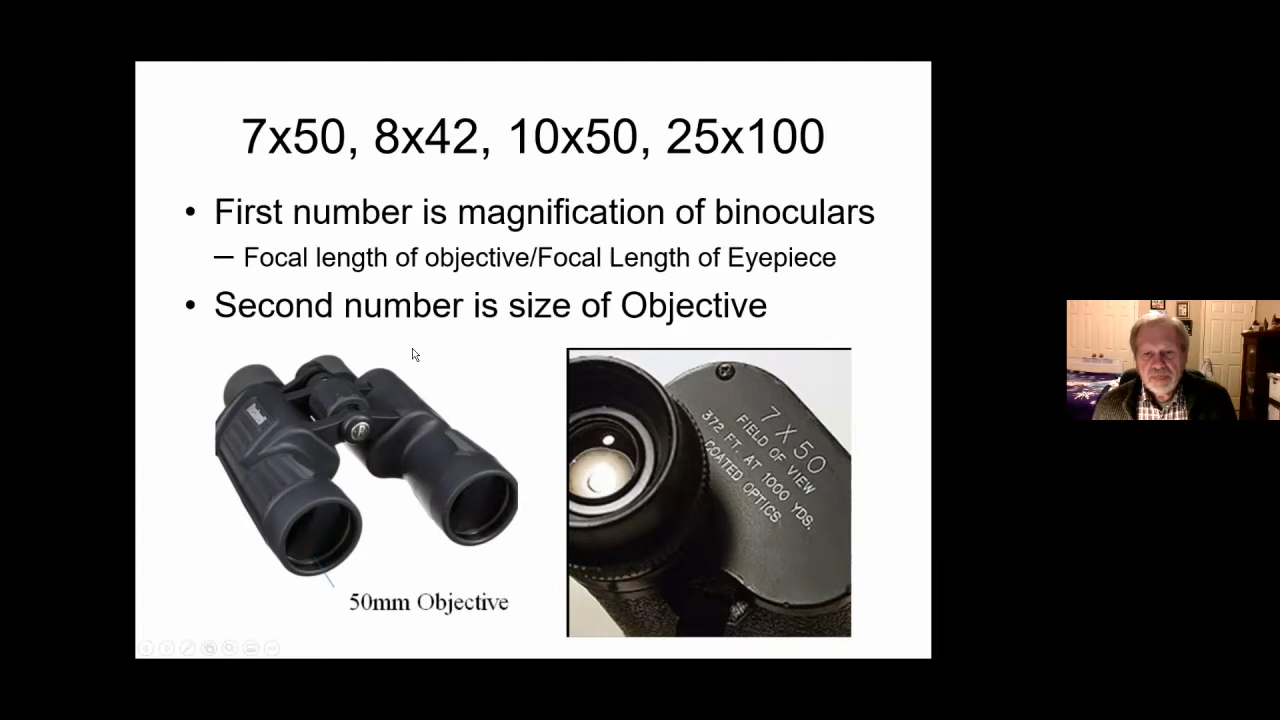 7x50, 8x42, 10x50, 25x100
• First number is magnification of binoculars
– Focal length of objective/Focal Length of Eyepiece
• Second number is size of Objective
Bushnell
50mm Objective
7 X 50
FIELD OF VIEW
372 FT. AT 1000 YDS.
COATED OPTICS